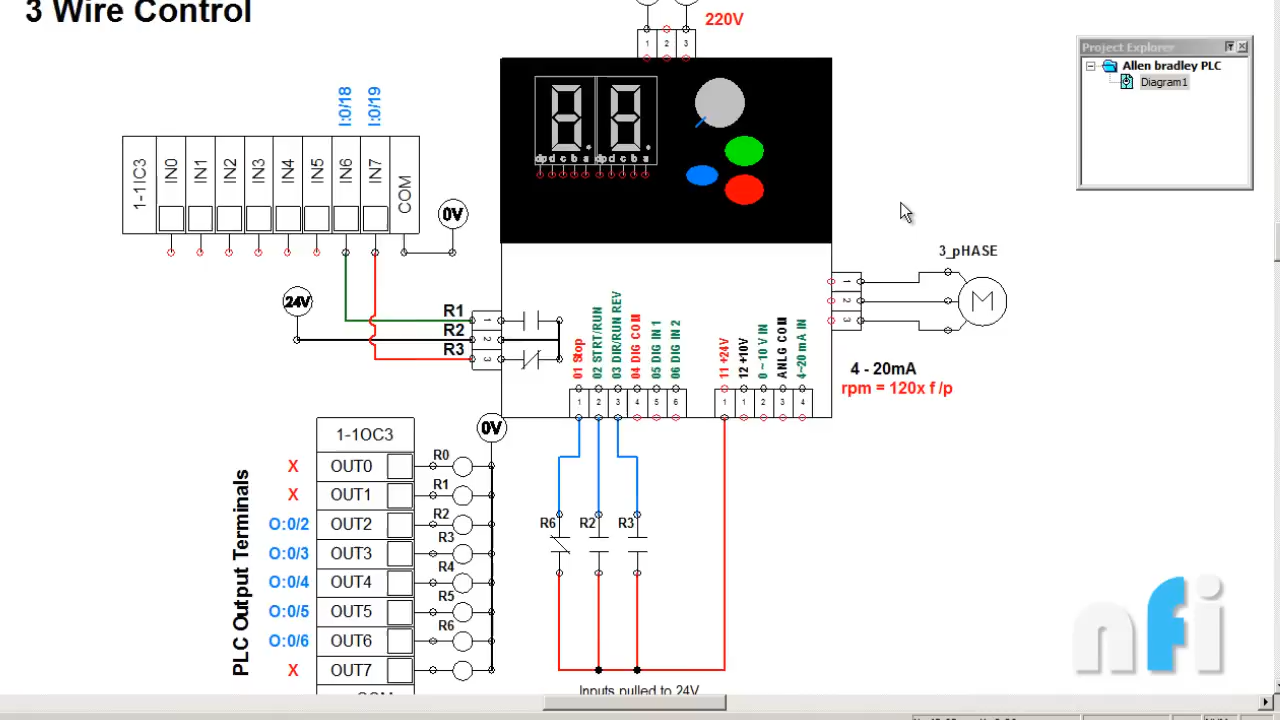 3 Wire Control
220V
1 2 3
Project Explorer
Allen bradley PLC
Diagram1
I:0/18
I:0/19
1-1IC3
IN0
IN1
IN2
IN3
IN4
IN5
IN6
IN7
COM
0V
dp d c b a dp d c b a
3_pHASE
M
1
2
3
24V
R1
R2
R3
1
2
3
01 Stop
02 STRT/RUN
03 DIR/RUN REV
04 DIG COM
05 DIG IN 1
06 DIG IN 2
11 +24V
12 +10V
0 ~ 10 V IN
ANLG COM
4~20 mA IN
1 2 3 4 5 6
1 1 2 3 4
4 - 20mA
rpm = 120x f /p
0V
1-1OC3
PLC Output Terminals
X OUT0 R0
X OUT1 R1
O:0/2 OUT2 R2
O:0/3 OUT3 R3
O:0/4 OUT4 R4
O:0/5 OUT5 R5
O:0/6 OUT6 R6
X OUT7
R6 R2 R3
Inputs pulled to 24V
nfi